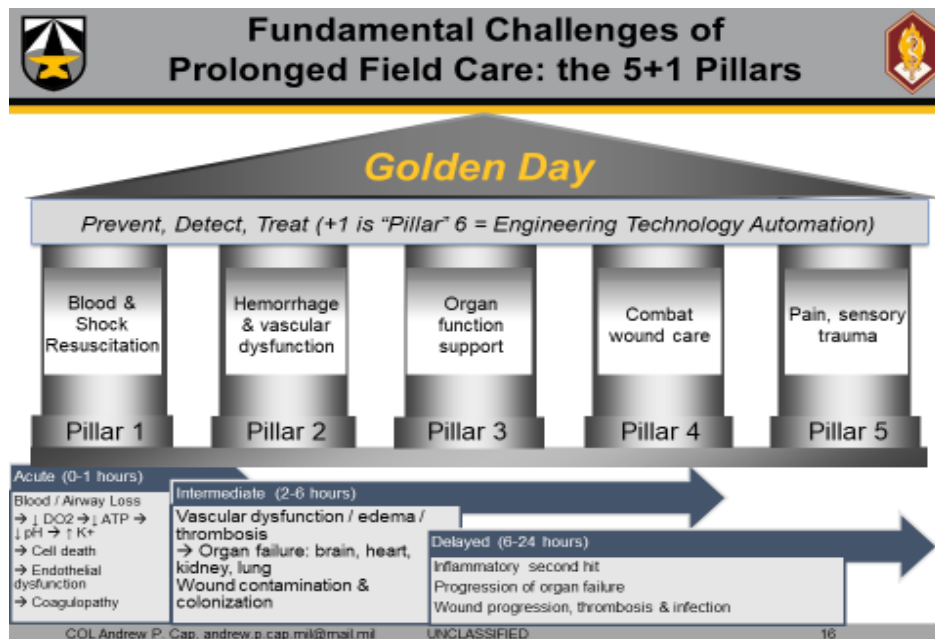 Fundamental Challenges of
Prolonged Field Care: the 5+1 Pillars
Golden Day
Prevent, Detect, Treat (+1 is “Pillar” 6 = Engineering Technology Automation)
Blood &
Shock
Resuscitation
Hemorrhage
& vascular
dysfunction
Organ
function
support
Combat
wound care
Pain, sensory
trauma
Pillar 1
Pillar 2
Pillar 3
Pillar 4
Pillar 5
Acute (0-1 hours)
Blood / Airway Loss
→ ↓ DO2 →↓ ATP →
↓ pH → ↑ K+
→ Cell death
→ Endothelial
dysfunction
→ Coagulopathy
Intermediate (2-6 hours)
Vascular dysfunction / edema /
thrombosis
→ Organ failure: brain, heart,
kidney, lung
Wound contamination &
colonization
Delayed (6-24 hours)
Inflammatory second hit
Progression of organ failure
Wound progression, thrombosis & infection
COL Andrew P. Cap, andrew.p.cap.mil@mail.mil
UNCLASSIFIED
16